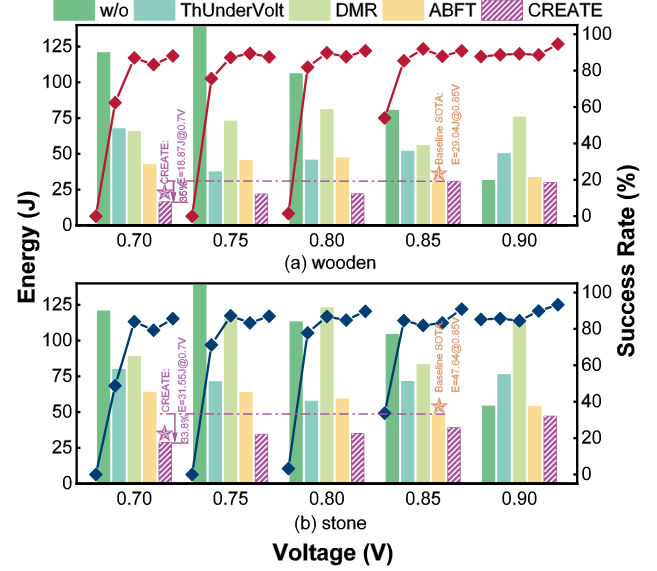 w/o ThUnderVolt DMR ABFT CREATE
Energy (J)
Success Rate (%)
125
100
75
50
25
0
100
80
60
40
20
0
CREATE:
E=18.87J@0.7V
35%
Baseline SOTA:
E=29.04J@0.85V
0.70 0.75 0.80 0.85 0.90
(a) wooden
125
100
75
50
25
0
100
80
60
40
20
0
CREATE:
E=31.55J@0.7V
33.8%
Baseline SOTA:
E=47.64@0.85V
0.70 0.75 0.80 0.85 0.90
(b) stone
Voltage (V)